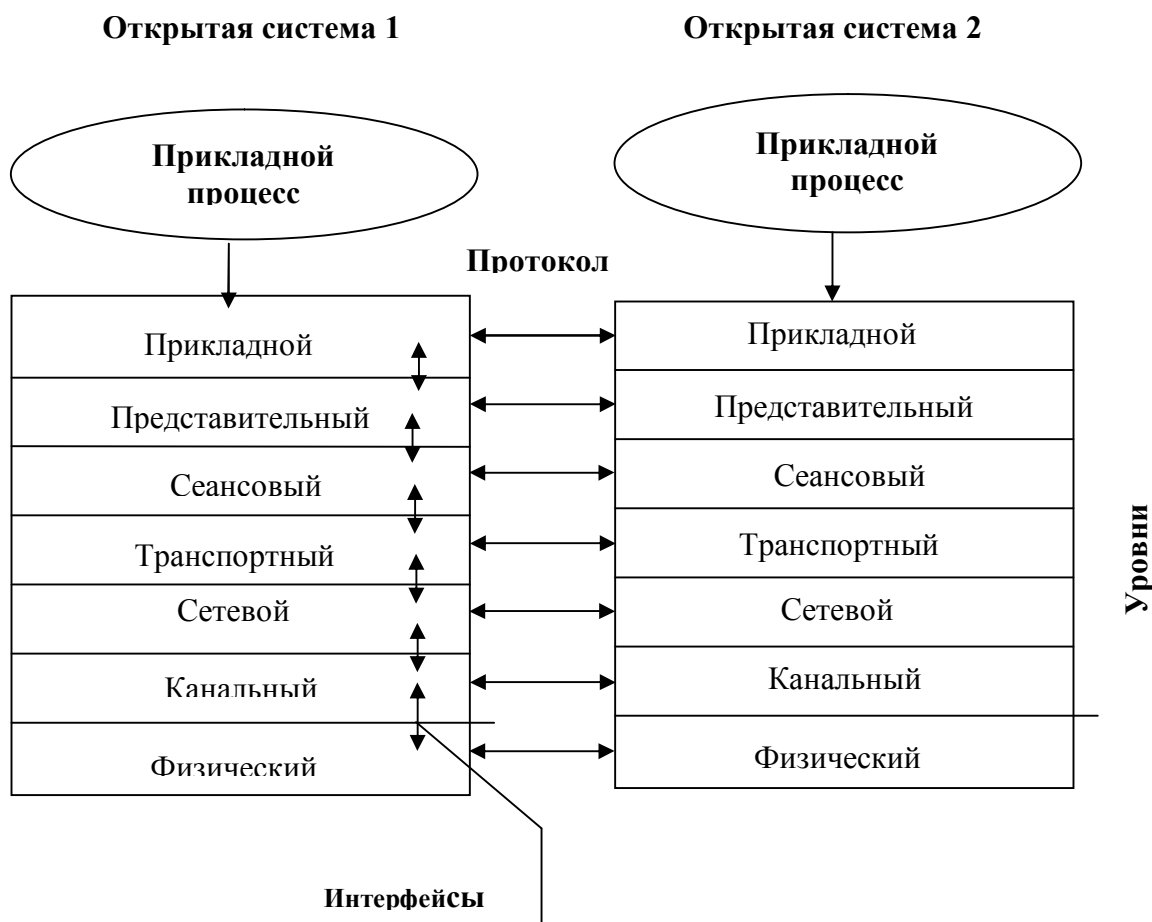 Открытая система 1
Открытая система 2
Прикладной
процесс
Прикладной
процесс
Протокол
Прикладной
Представительный
Сеансовый
Транспортный
Сетевой
Канальный
Физический
Прикладной
Представительный
Сеансовый
Транспортный
Сетевой
Канальный
Физический
Уровни
Интерфейсы